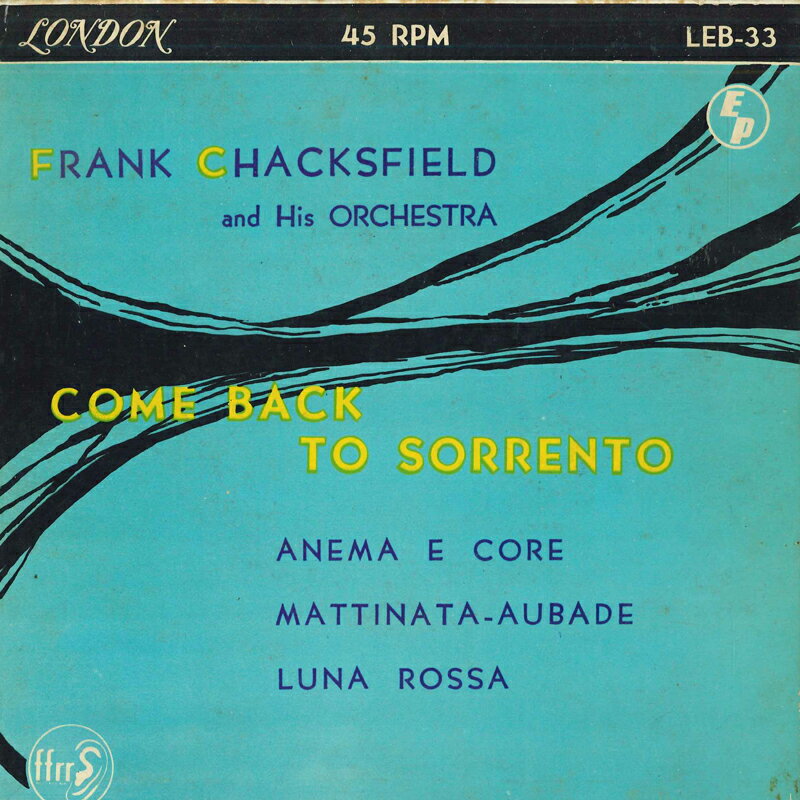 LONDON 45 RPM LEB-33
EP
FRANK CHACKSFIELD
and His ORCHESTRA
COME BACK
TO SORRENTO
ANEMA E CORE
MATTINATA-AUBADE
LUNA ROSSA
ffrr